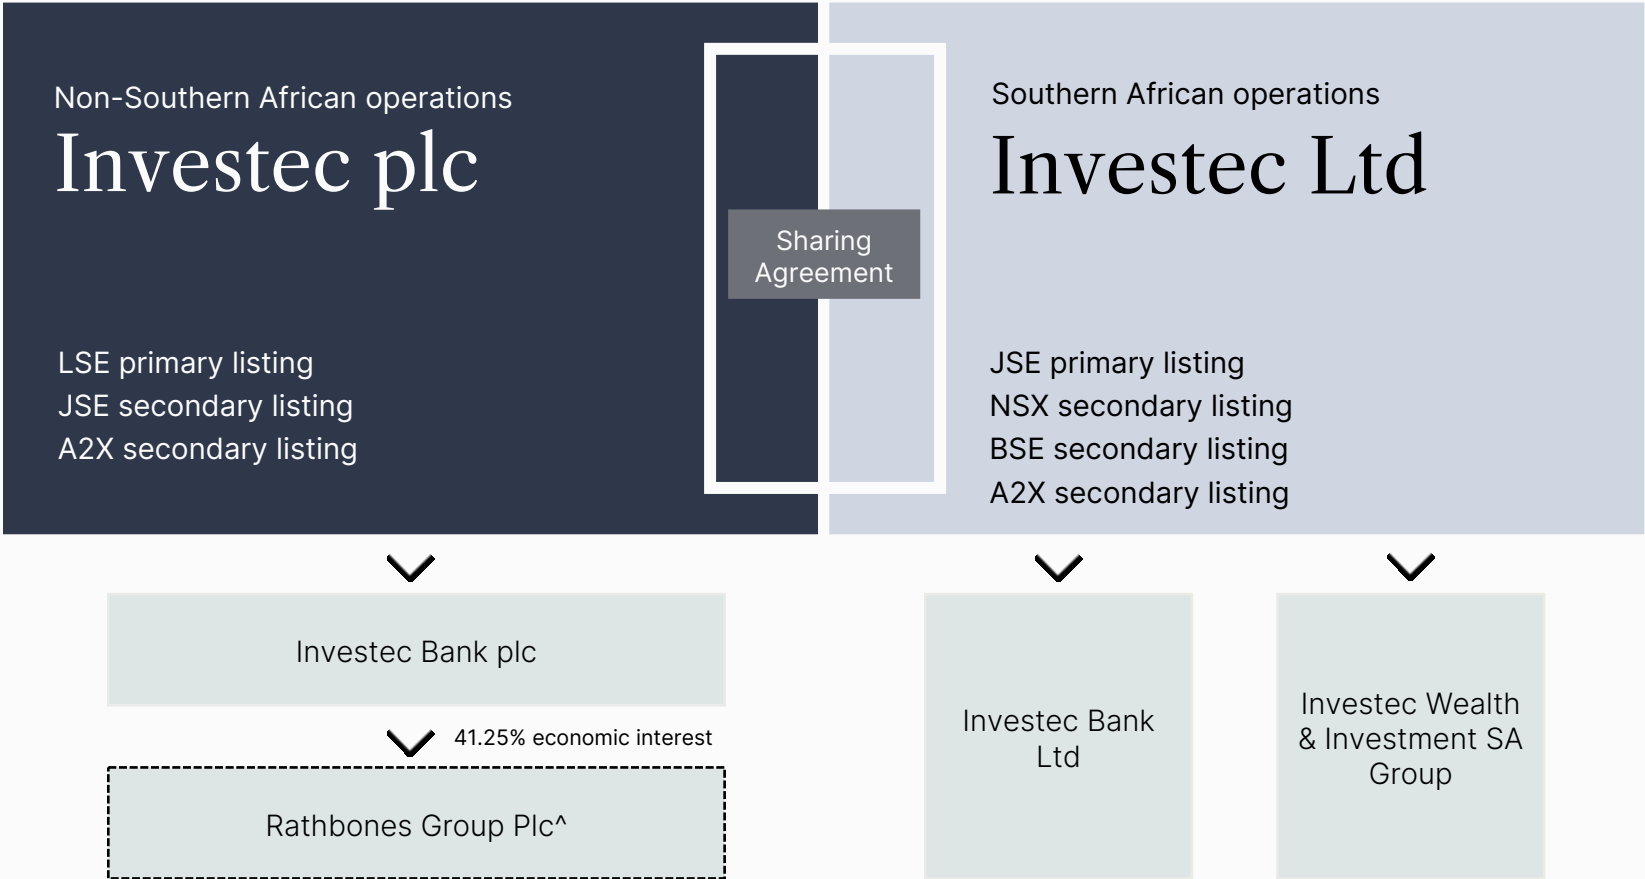 Non-Southern African operations
Investec plc
LSE primary listing
JSE secondary listing
A2X secondary listing
Sharing
Agreement
Southern African operations
Investec Ltd
JSE primary listing
NSX secondary listing
BSE secondary listing
A2X secondary listing
Investec Bank plc
41.25% economic interest
Rathbones Group Plc^
Investec Bank
Ltd
Investec Wealth
& Investment SA
Group